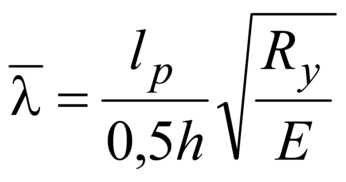 λ̅ = l_p / 0,5h √(R_y / E)